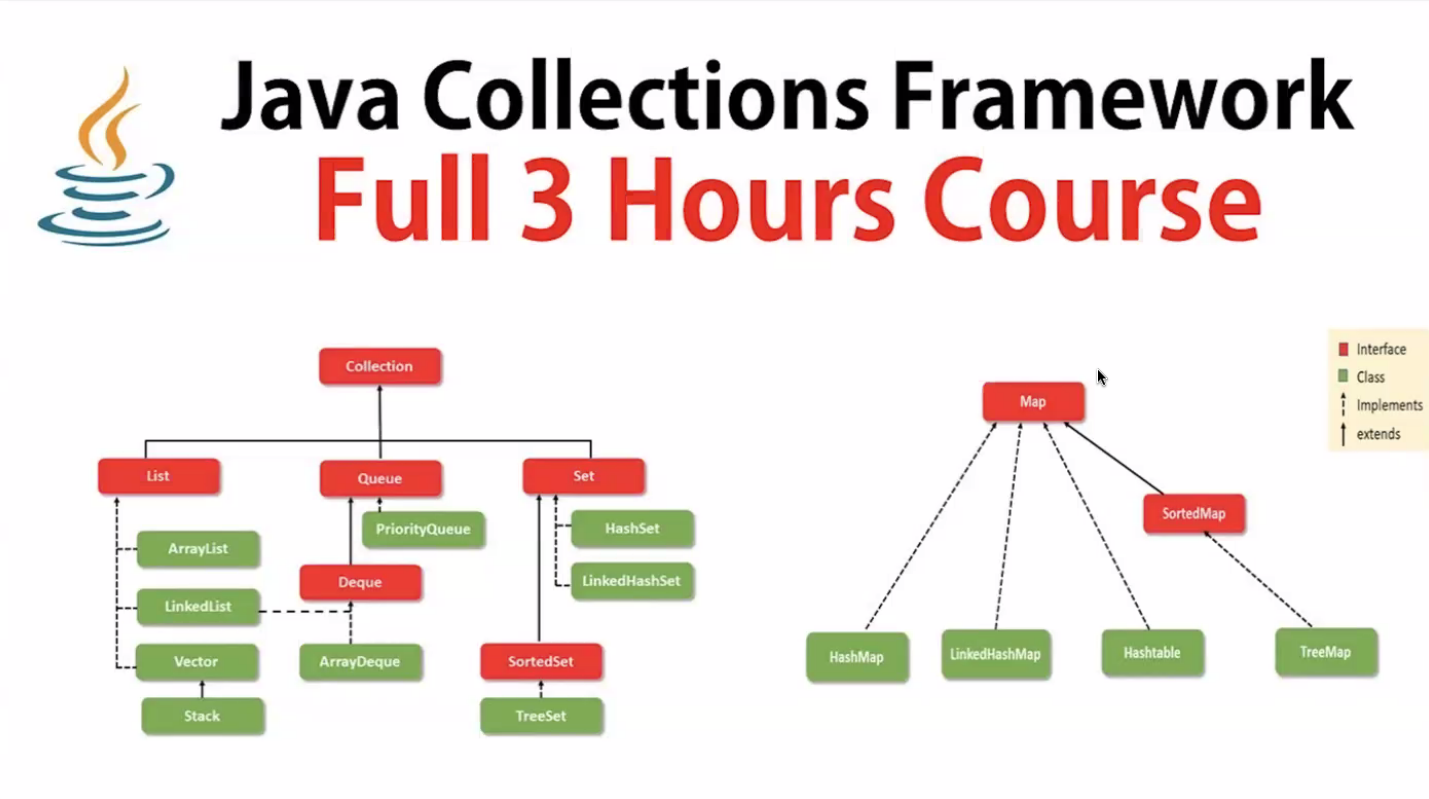 Java Collections Framework
Full 3 Hours Course
Collection
List
Queue
Set
ArrayList
PriorityQueue
HashSet
LinkedList
Deque
LinkedHashSet
Vector
ArrayDeque
SortedSet
Stack
TreeSet
Map
SortedMap
HashMap
LinkedHashMap
Hashtable
TreeMap
Interface
Class
Implements
extends